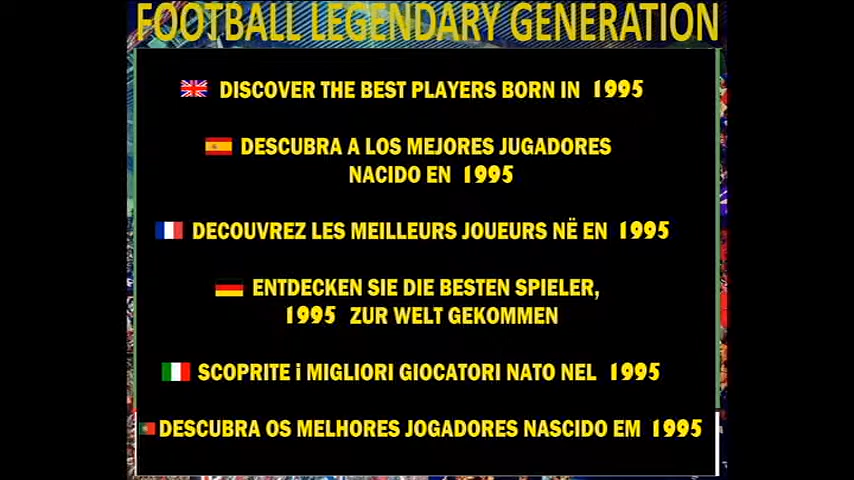 FOOTBALL LEGENDARY GENERATION
DISCOVER THE BEST PLAYERS BORN IN 1995
DESCUBRA A LOS MEJORES JUGADORES
NACIDO EN 1995
DECOUVREZ LES MEILLEURS JOUEURS NË EN 1995
ENTDECKEN SIE DIE BESTEN SPIELER,
1995 ZUR WELT GEKOMMEN
SCOPRITE i MIGLIORI GIOCATORI NATO NEL 1995
DESCUBRA OS MELHORES JOGADORES NASCIDO EM 1995